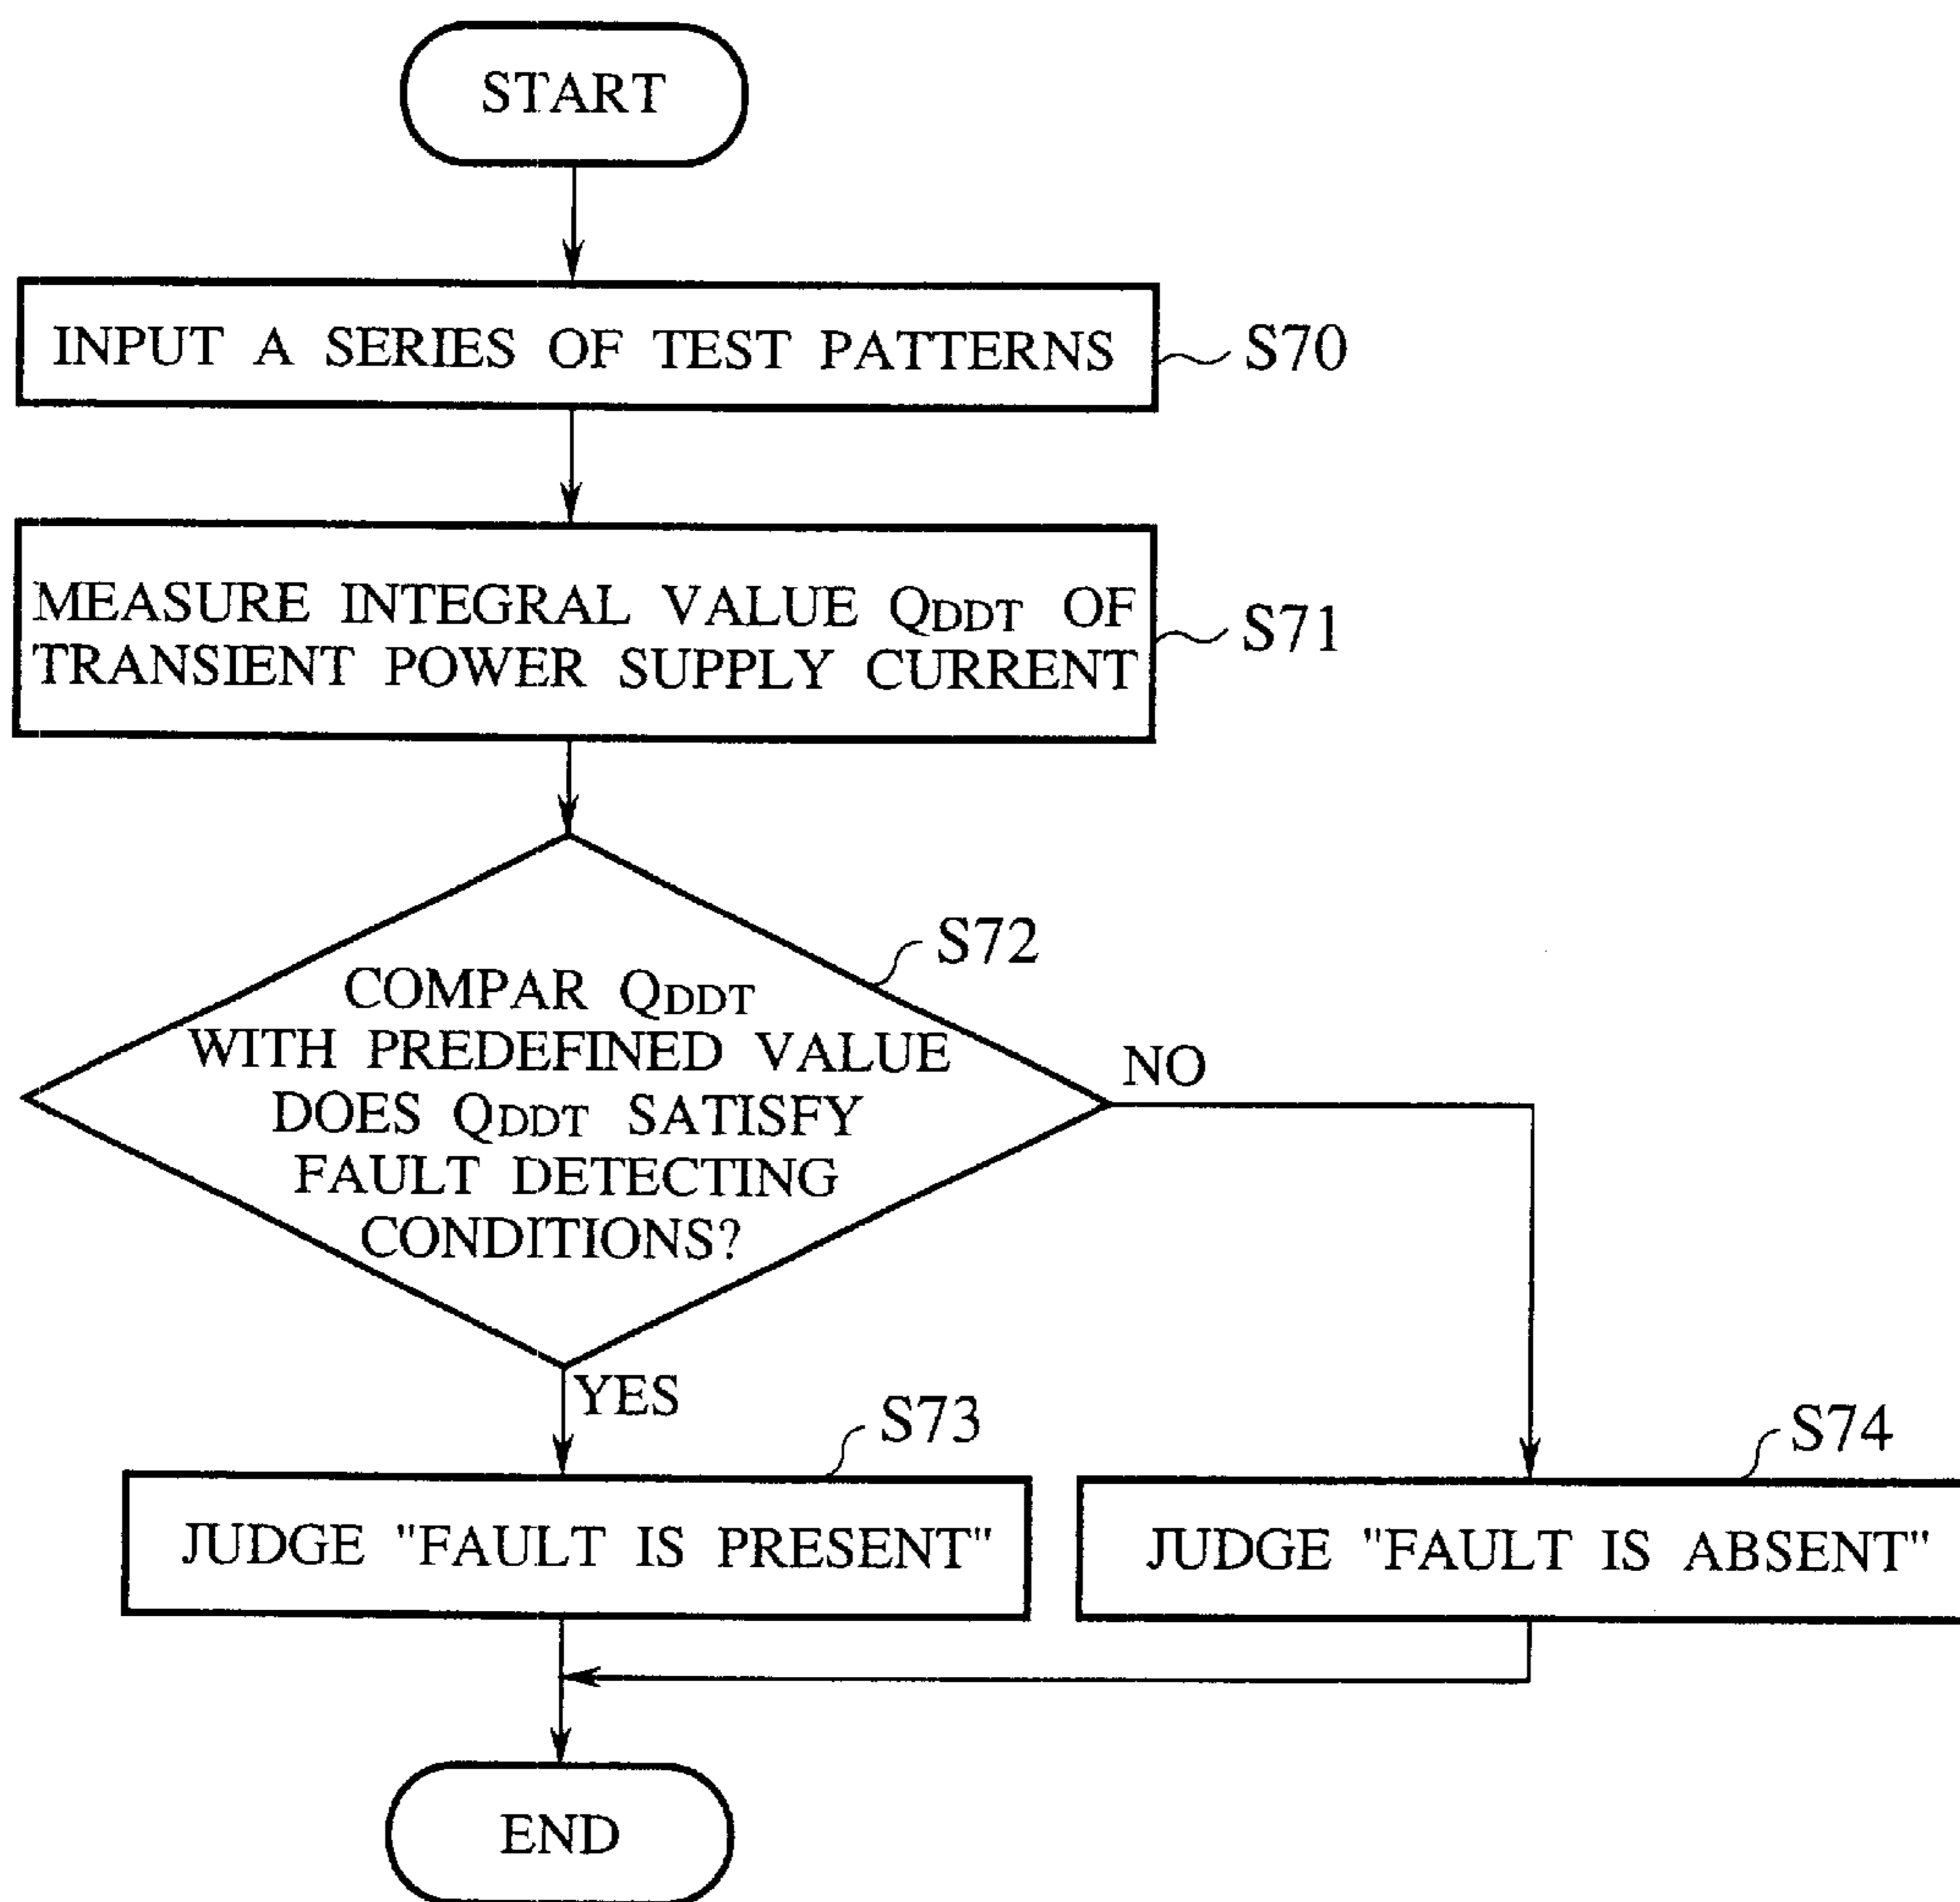 START
INPUT A SERIES OF TEST PATTERNS
S70
MEASURE INTEGRAL VALUE QDDT OF
TRANSIENT POWER SUPPLY CURRENT
S71
S72
COMPAR QDDT
WITH PREDEFINED VALUE
DOES QDDT SATISFY
FAULT DETECTING
CONDITIONS?
NO
YES
S73
JUDGE "FAULT IS PRESENT"
S74
JUDGE "FAULT IS ABSENT"
END